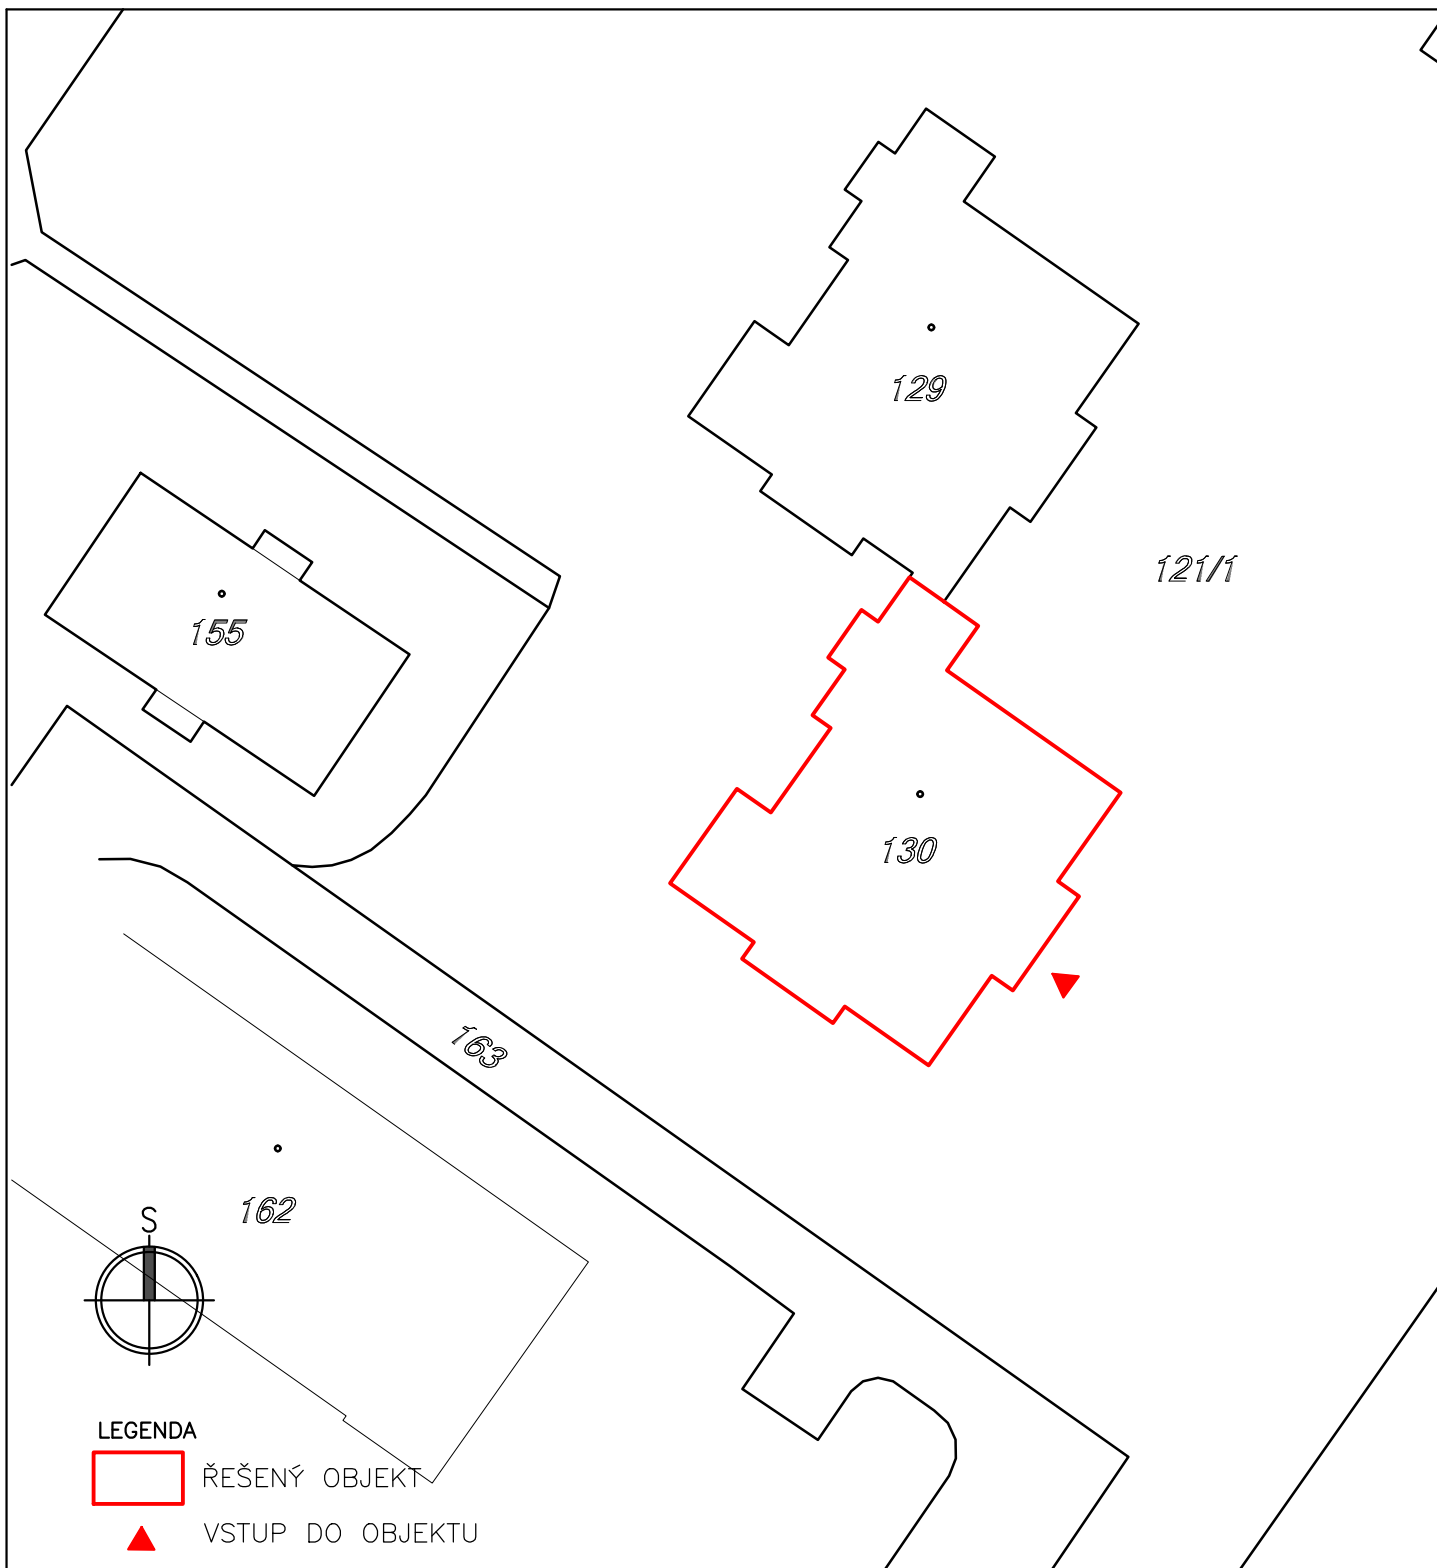 129
121/1
155
130
163
162
S
LEGENDA
ŘEŠENÝ OBJEKT
VSTUP DO OBJEKTU